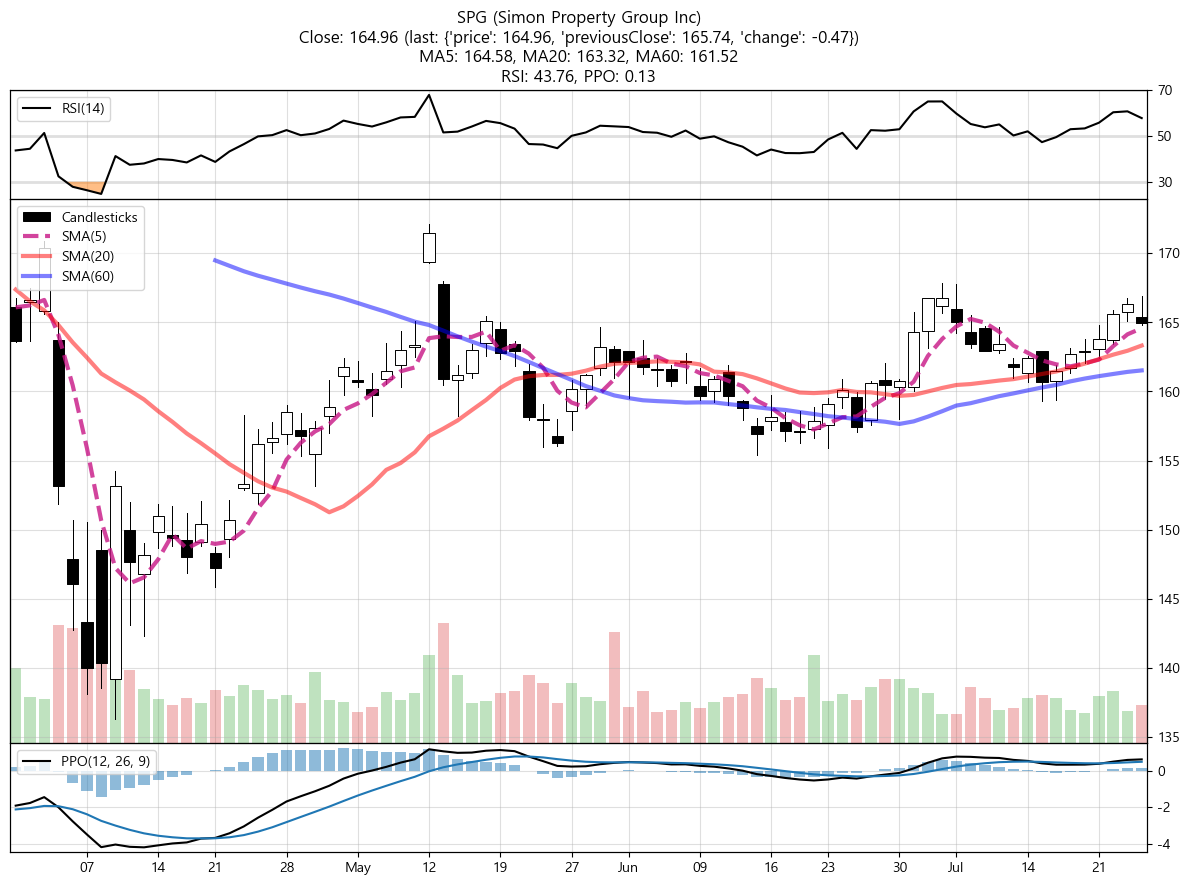 SPG (Simon Property Group Inc)
Close: 164.96 (last: {'price': 164.96, 'previousClose': 165.74, 'change': -0.47})
MA5: 164.58, MA20: 163.32, MA60: 161.52
RSI: 43.76, PPO: 0.13
RSI(14)
70
50
30
Candlesticks
SMA(5)
SMA(20)
SMA(60)
170
165
160
155
150
145
140
135
PPO(12, 26, 9)
0
-2
-4
07 14 21 28 May 12 19 27 Jun 09 16 23 30 Jul 14 21